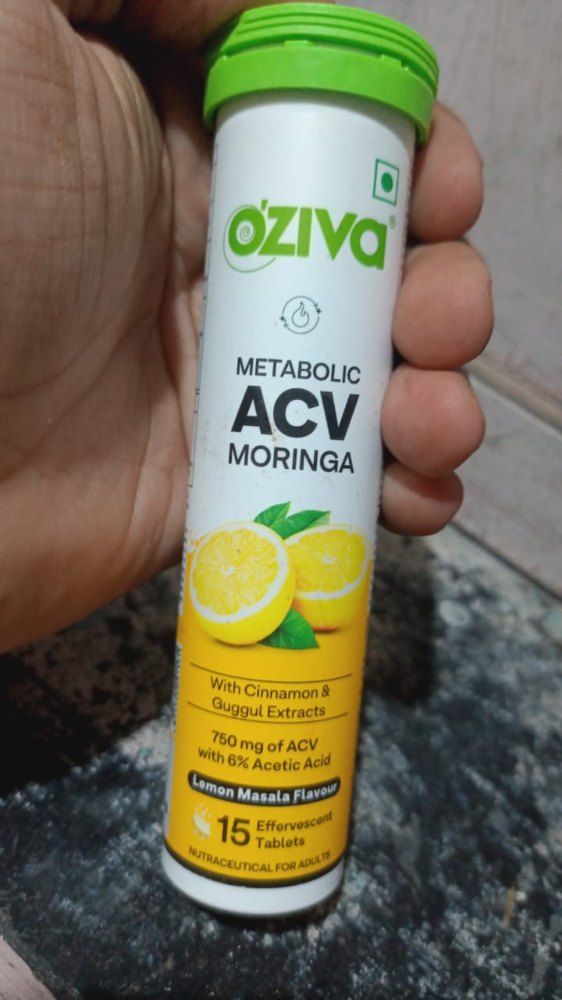 O'ZIVA®
METABOLIC
ACV
MORINGA
With Cinnamon &
Guggul Extracts
750 mg of ACV
with 6% Acetic Acid
Lemon Masala Flavour
15 Effervescent
Tablets
NUTRACEUTICAL FOR ADULTS